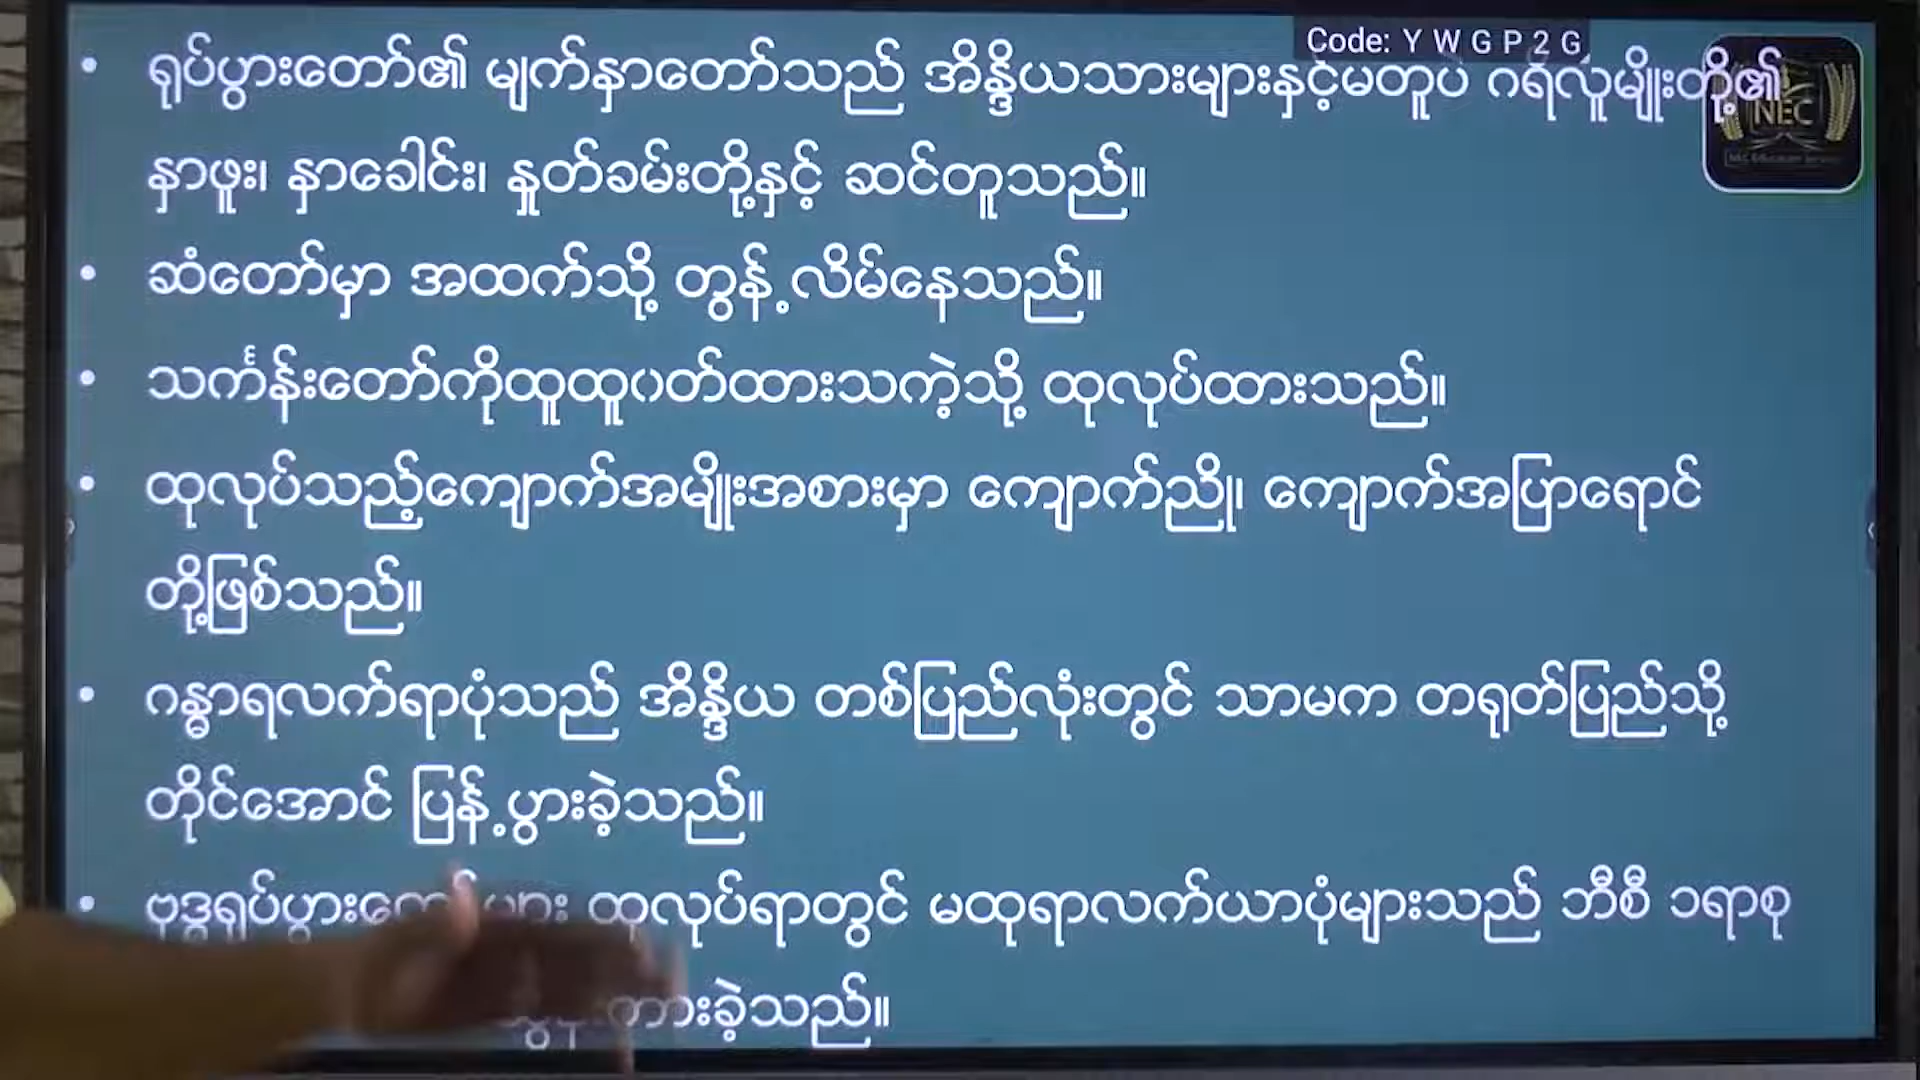 Code: Y W G P 2 G
• ရုပ်ပွားတော်၏ မျက်နှာတော်သည် အိန္ဒိယသားများနှင့်မတူပဲ ဂရိလူမျိုးတို့၏
NEC
နှာဖူး၊ နှာခေါင်း၊ နှုတ်ခမ်းတို့နှင့် ဆင်တူသည်။
• ဆံတော်မှာ အထက်သို့ တွန့်လိမ်နေသည်။
• သင်္ကန်းတော်ကိုထူထူပတ်ထားသကဲ့သို့ ထုလုပ်ထားသည်။
• ထုလုပ်သည့်ကျောက်အမျိုးအစားမှာ ကျောက်ညို၊ ကျောက်အပြာရောင်
တို့ဖြစ်သည်။
• ဂန္ဓာရလက်ရာပုံသည် အိန္ဒိယ တစ်ပြည်လုံးတွင် သာမက တရုတ်ပြည်သို့
တိုင်အောင် ပြန့်ပွားခဲ့သည်။
• ဗုဒ္ဓရုပ်ပွားတော်များ ထုလုပ်ရာတွင် မထုရာလက်ယာပုံများသည် ဘီစီ ၁ရာစု
ကားခဲ့သည်။